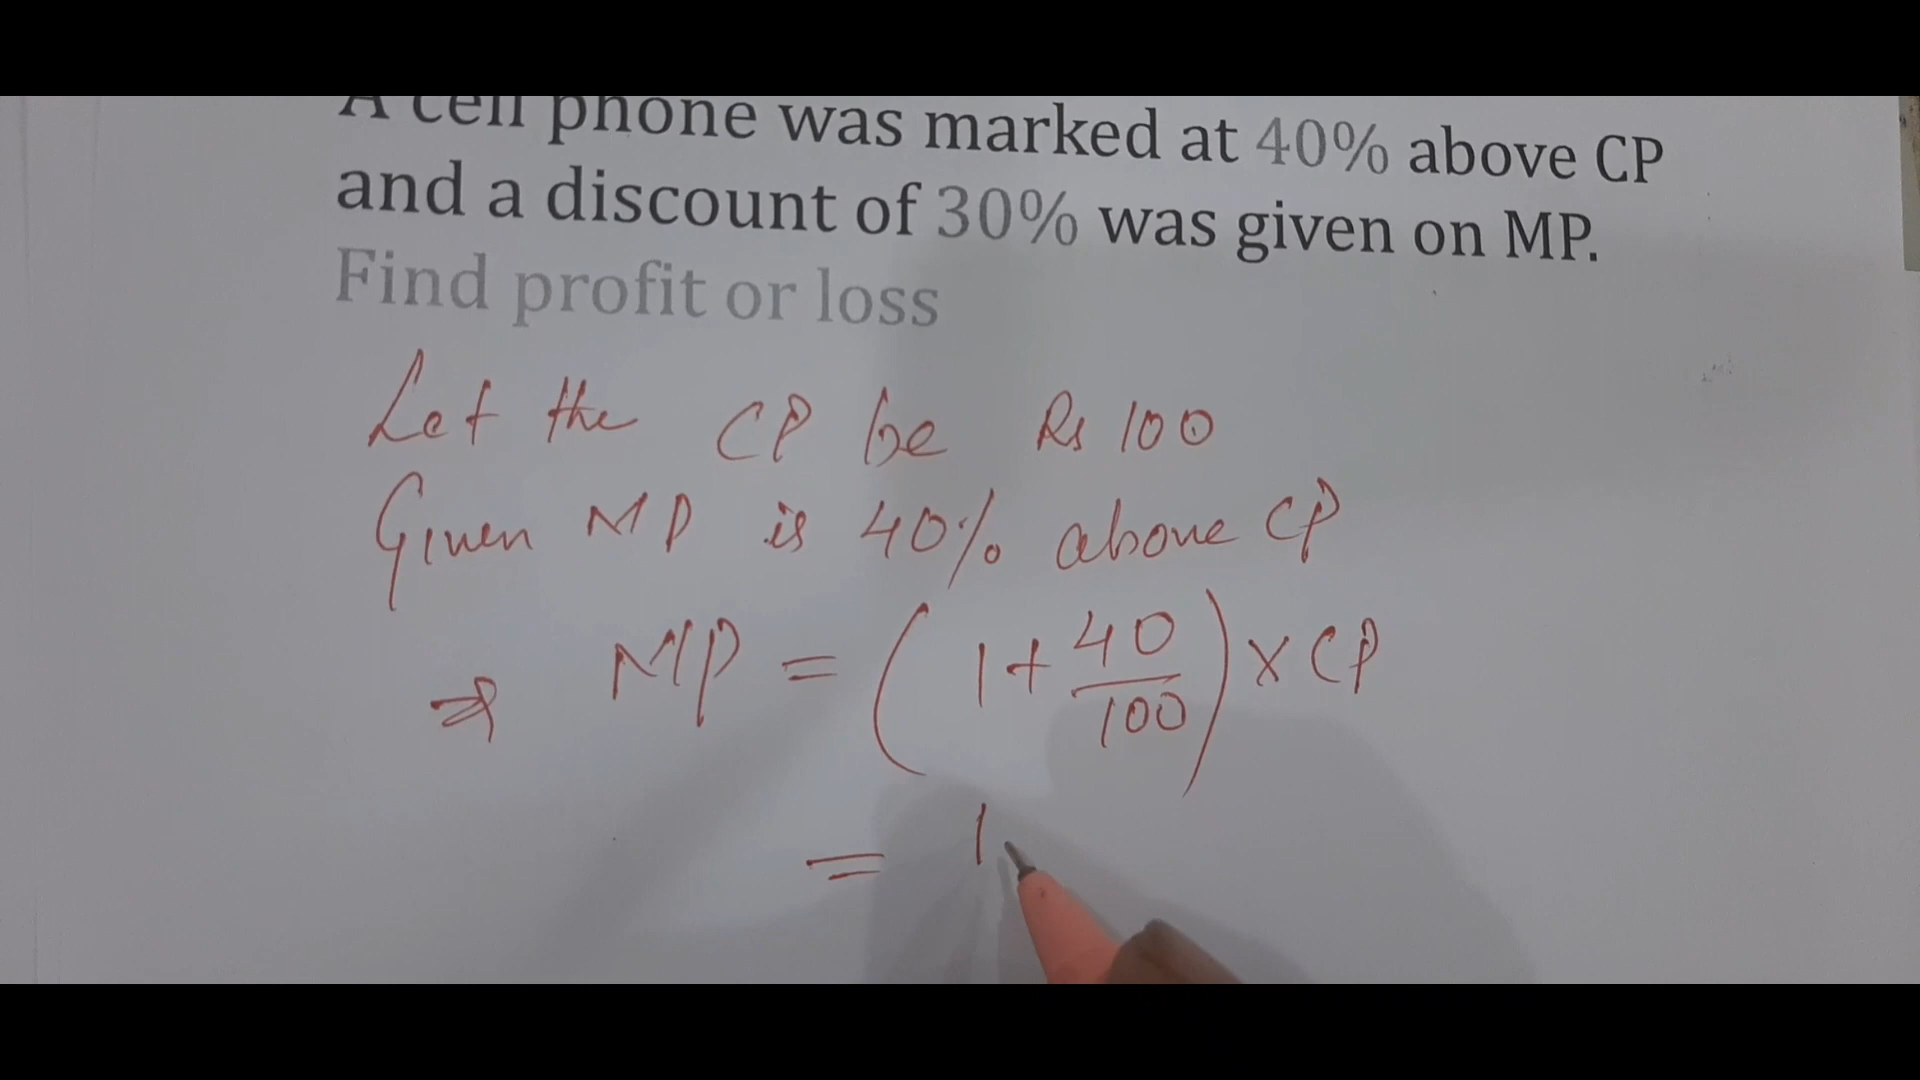 A cell phone was marked at 40% above CP
and a discount of 30% was given on MP.
Find profit or loss
Let the CP be Rs 100
Given MP is 40% above CP
⇒ MP = (1 + 40/100) × CP
= 1